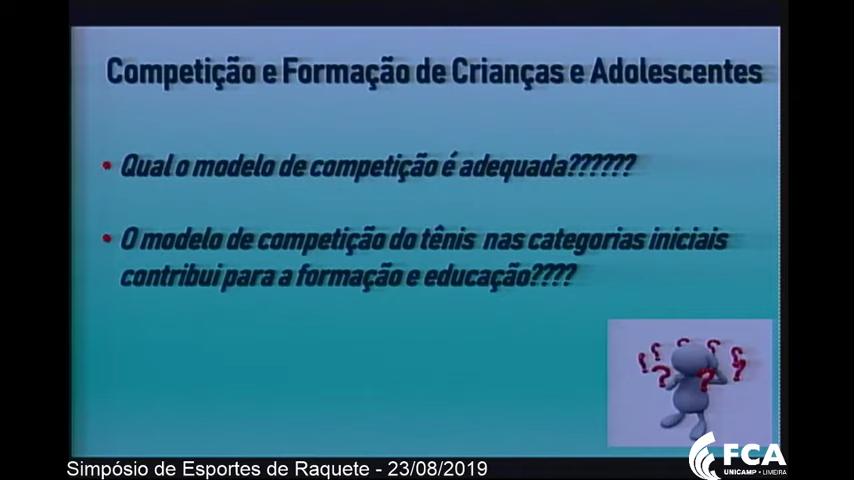 Competição e Formação de Crianças e Adolescentes
• Qual o modelo de competição é adequada??????
• O modelo de competição do tênis nas categorias iniciais
contribui para a formação e educação????
Simpósio de Esportes de Raquete - 23/08/2019
FCA
UNICAMP • LIMEIRA